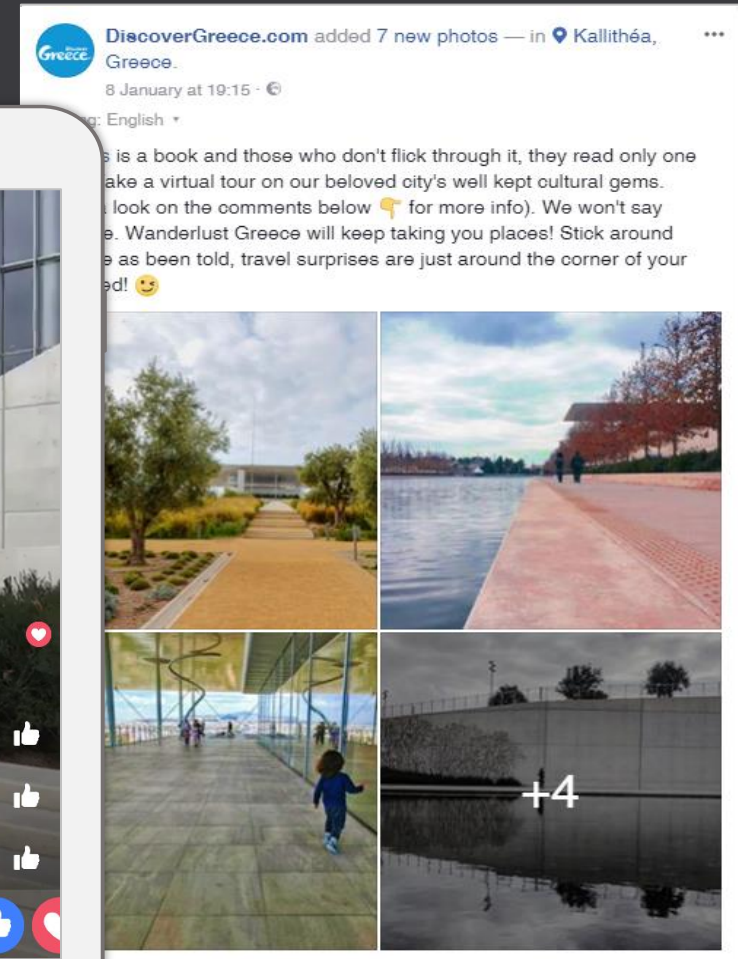 DiscoverGreece.com added 7 new photos — in Kallithéa,
Greece.
Discover
Greece
8 January at 19:15 ·
English
is a book and those who don't flick through it, they read only one
a virtual tour on our beloved city's well kept cultural gems.
look on the comments below 👇 for more info). We won't say
Wanderlust Greece will keep taking you places! Stick around
as been told, travel surprises are just around the corner of your
😉
+4